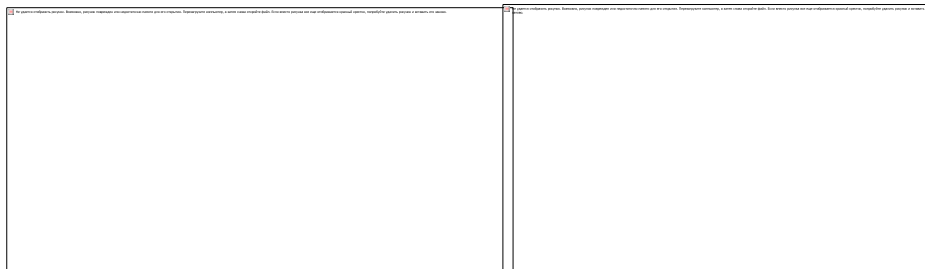 Не удается отобразить рисунок. Возможно, рисунок поврежден или недостаточно памяти для его открытия. Перезагрузите компьютер, а затем снова откройте файл. Если вместо рисунка все еще отображается красный крестик, попробуйте удалить рисунок и вставить его заново.
Не удается отобразить рисунок. Возможно, рисунок поврежден или недостаточно памяти для его открытия. Перезагрузите компьютер, а затем снова откройте файл. Если вместо рисунка все еще отображается красный крестик, попробуйте удалить рисунок и вставить
заново.